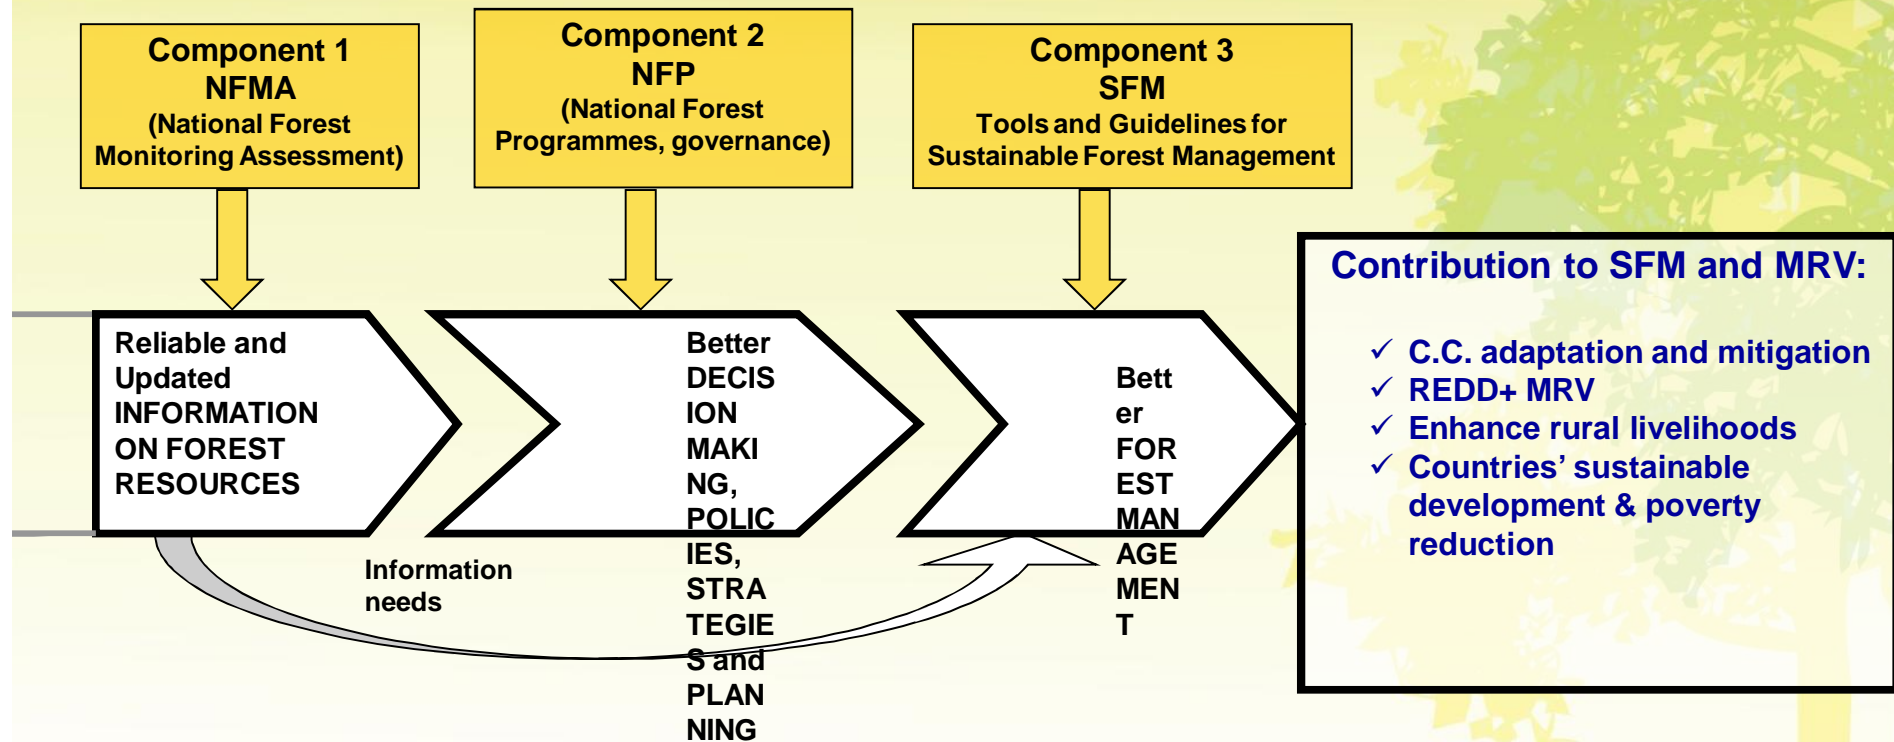 Component 1
NFMA
(National Forest
Monitoring Assessment)
Component 2
NFP
(National Forest
Programmes, governance)
Component 3
SFM
Tools and Guidelines for
Sustainable Forest Management
Reliable and
Updated
INFORMATION
ON FOREST
RESOURCES
Better
DECIS
ION
MAKI
NG,
POLIC
IES,
STRA
TEGIE
S and
PLAN
NING
Bett
er
FOR
EST
MAN
AGE
MEN
T
Information
needs
Contribution to SFM and MRV:
✓ C.C. adaptation and mitigation
✓ REDD+ MRV
✓ Enhance rural livelihoods
✓ Countries’ sustainable
development & poverty
reduction